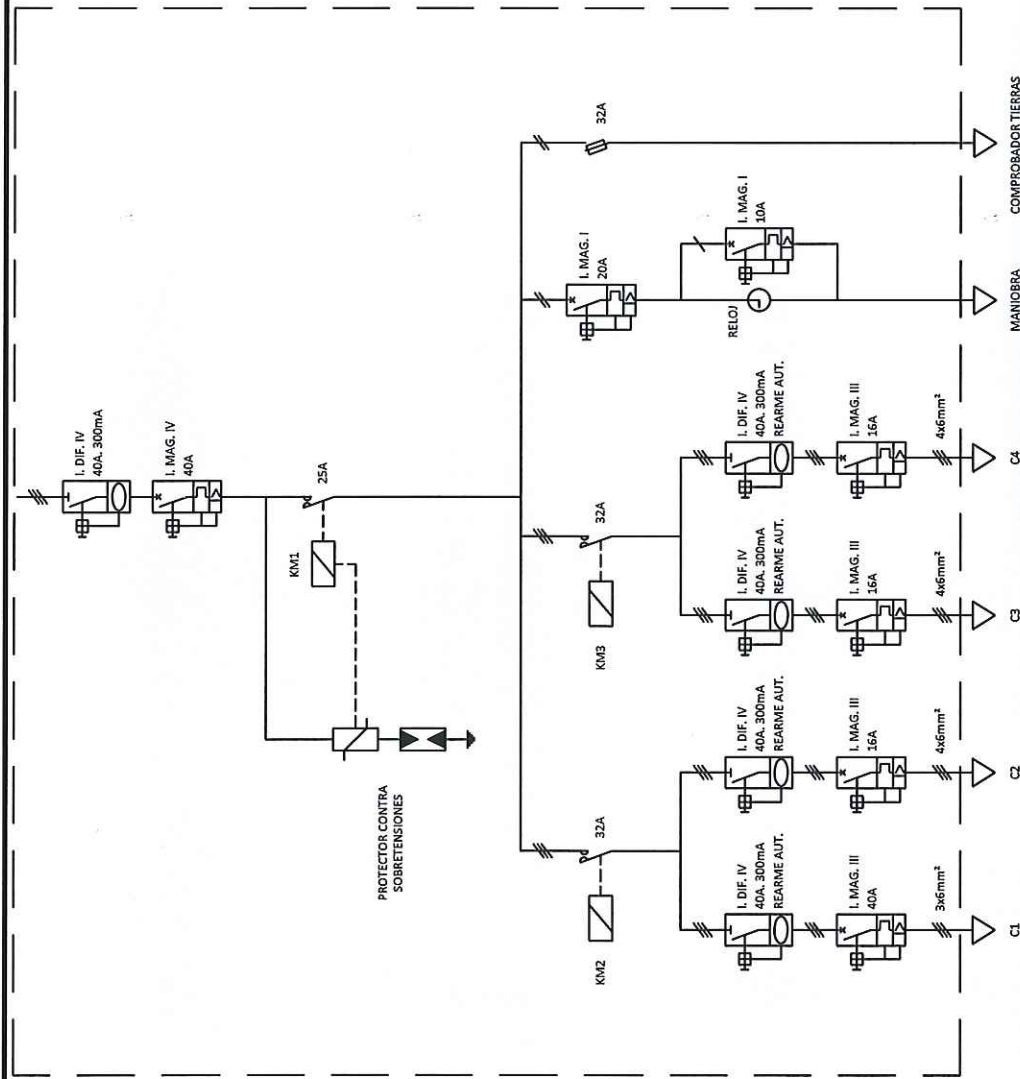 I. DIF. IV
40A. 300mA
I. MAG. IV
40A
25A
KM1
PROTECTOR CONTRA
SOBRETENSIONES
32A
KM2
32A
KM3
I. MAG. I
20A
RELOJ
I. MAG. I
10A
32A
I. DIF. IV
40A. 300mA
REARME AUT.
I. MAG. III
40A
3x6mm²
C1
I. DIF. IV
40A. 300mA
REARME AUT.
I. MAG. III
16A
4x6mm²
C2
I. DIF. IV
40A. 300mA
REARME AUT.
I. MAG. III
16A
4x6mm²
C3
I. DIF. IV
40A. 300mA
REARME AUT.
I. MAG. III
16A
4x6mm²
C4
MANIOBRA
COMPROBADOR TIERRAS